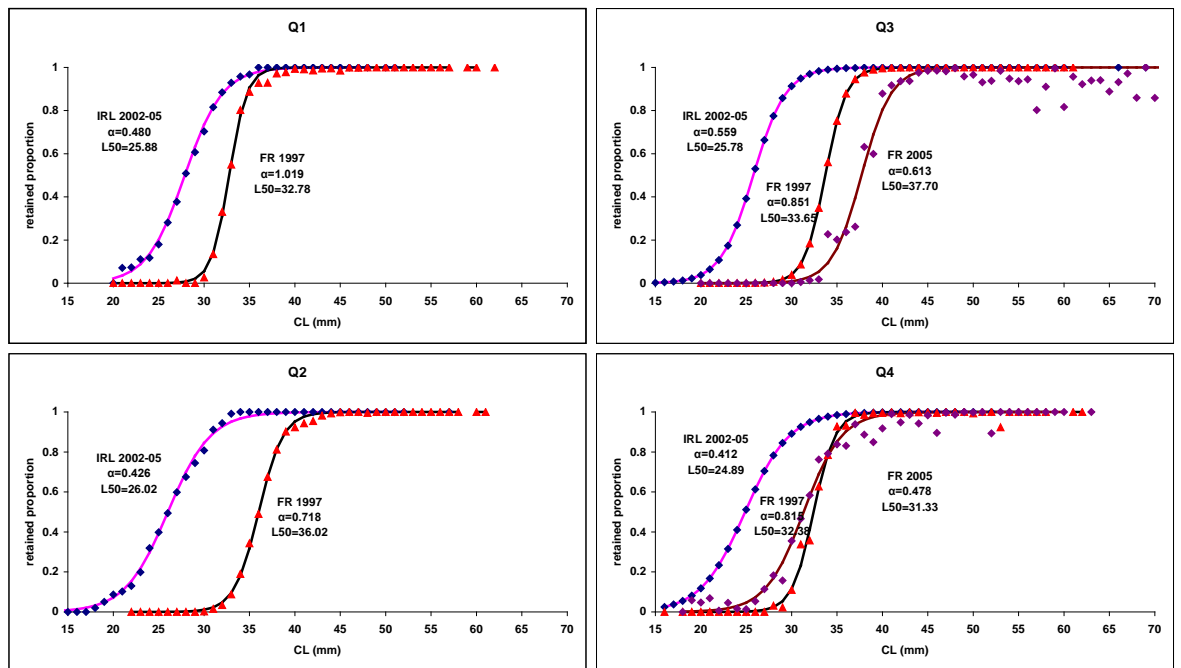 Q1
retained proportion
1
0.8
0.6
0.4
0.2
0
IRL 2002-05
α=0.480
L50=25.88
FR 1997
α=1.019
L50=32.78
15 20 25 30 35 40 45 50 55 60 65 70
CL (mm)
Q3
retained proportion
1
0.8
0.6
0.4
0.2
0
IRL 2002-05
α=0.559
L50=25.78
FR 1997
α=0.851
L50=33.65
FR 2005
α=0.613
L50=37.70
15 20 25 30 35 40 45 50 55 60 65 70
CL (mm)
Q2
retained proportion
1
0.8
0.6
0.4
0.2
0
IRL 2002-05
α=0.426
L50=26.02
FR 1997
α=0.718
L50=36.02
15 20 25 30 35 40 45 50 55 60 65 70
CL (mm)
Q4
retained proportion
1
0.8
0.6
0.4
0.2
0
IRL 2002-05
α=0.412
L50=24.89
FR 1997
α=0.815
L50=32.38
FR 2005
α=0.478
L50=31.33
15 20 25 30 35 40 45 50 55 60 65 70
CL (mm)